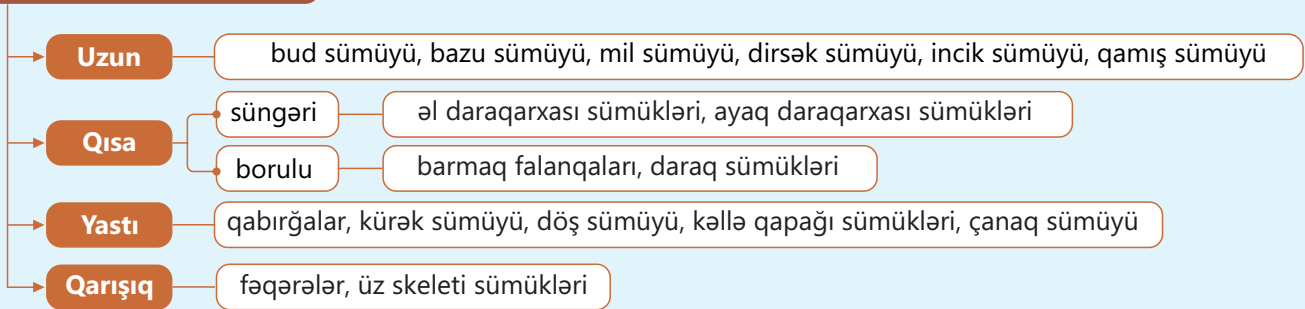 Uzun
bud sümüyü, bazu sümüyü, mil sümüyü, dirsək sümüyü, incik sümüyü, qamış sümüyü
Qısa
süngəri
əl daraqarxası sümükləri, ayaq daraqarxası sümükləri
borulu
barmaq falanqaları, daraq sümükləri
Yastı
qabırğalar, kürək sümüyü, döş sümüyü, kəllə qapağı sümükləri, çanaq sümüyü
Qarışıq
fəqərələr, üz skeleti sümükləri